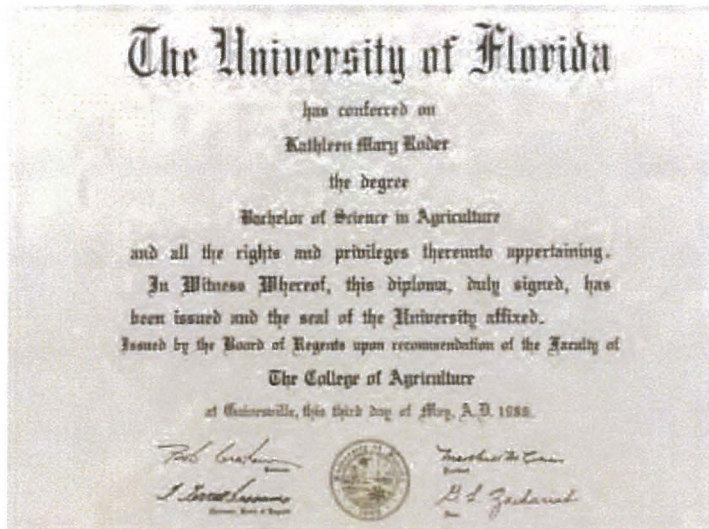 The University of Florida
has conferred on
Kathleen Mary Roder
the degree
Bachelor of Science in Agriculture
and all the rights and privileges thereunto appertaining.
In Witness Whereof, this diploma, duly signed, has
been issued and the seal of the University affixed.
Issued by the Board of Regents upon recommendation of the Faculty of
The College of Agriculture
at Gainesville, this third day of May, A.D.
Bob Graham